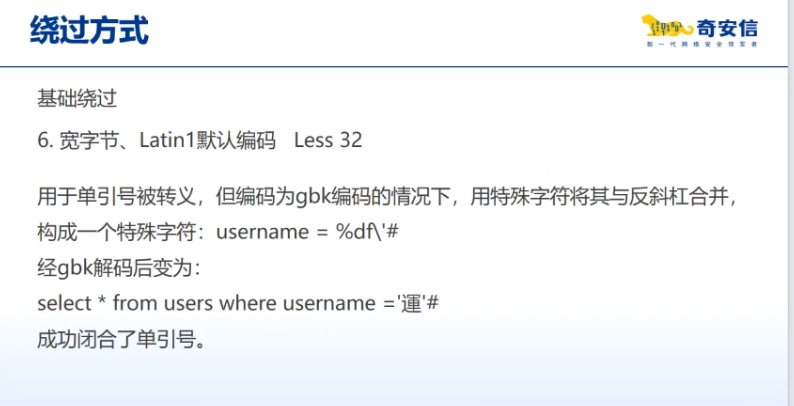 绕过方式
奇安信
新一代网络安全领军者
基础绕过
6. 宽字节、Latin1默认编码 Less 32
用于单引号被转义，但编码为gbk编码的情况下，用特殊字符将其与反斜杠合并，
构成一个特殊字符：username = %df\'#
经gbk解码后变为：
select * from users where username ='運'#
成功闭合了单引号。